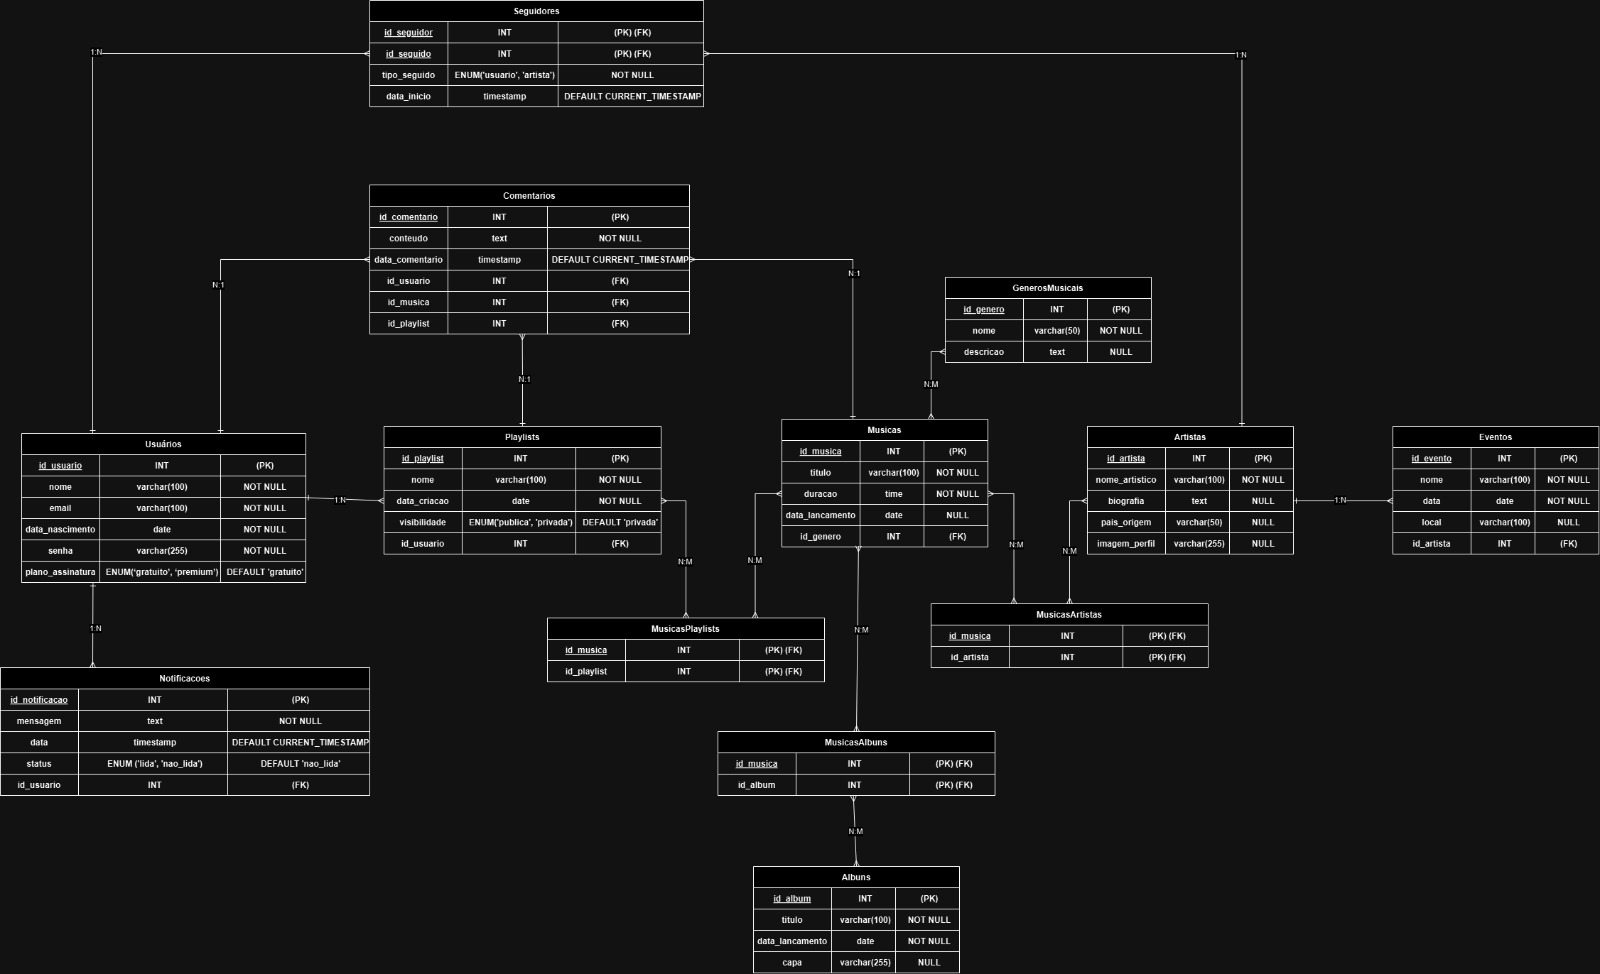 Seguidores
id_seguidor INT (PK) (FK)
id_seguido INT (PK) (FK)
tipo_seguido ENUM('usuario', 'artista') NOT NULL
data_inicio timestamp DEFAULT CURRENT_TIMESTAMP
1:N
1:N
Comentarios
id_comentario INT (PK)
conteudo text NOT NULL
data_comentario timestamp DEFAULT CURRENT_TIMESTAMP
id_usuario INT (FK)
id_musica INT (FK)
id_playlist INT (FK)
N:1
N:1
N:1
GenerosMusicais
id_genero INT (PK)
nome varchar(50) NOT NULL
descricao text NULL
N:M
Usuários
id_usuario INT (PK)
nome varchar(100) NOT NULL
email varchar(100) NOT NULL
data_nascimento date NOT NULL
senha varchar(255) NOT NULL
plano_assinatura ENUM('gratuito', 'premium') DEFAULT 'gratuito'
1:N
Playlists
id_playlist INT (PK)
nome varchar(100) NOT NULL
data_criacao date NOT NULL
visibilidade ENUM('publica', 'privada') DEFAULT 'privada'
id_usuario INT (FK)
N:M
Musicas
id_musica INT (PK)
titulo varchar(100) NOT NULL
duracao time NOT NULL
data_lancamento date NULL
id_genero INT (FK)
N:M
N:M
N:M
Artistas
id_artista INT (PK)
nome_artistico varchar(100) NOT NULL
biografia text NULL
pais_origem varchar(50) NULL
imagem_perfil varchar(255) NULL
N:M
1:N
Eventos
id_evento INT (PK)
nome varchar(100) NOT NULL
data date NOT NULL
local varchar(100) NULL
id_artista INT (FK)
1:N
MusicasPlaylists
id_musica INT (PK) (FK)
id_playlist INT (PK) (FK)
MusicasArtistas
id_musica INT (PK) (FK)
id_artista INT (PK) (FK)
Notificacoes
id_notificacao INT (PK)
mensagem text NOT NULL
data timestamp DEFAULT CURRENT_TIMESTAMP
status ENUM ('lida', 'nao_lida') DEFAULT 'nao_lida'
id_usuario INT (FK)
MusicasAlbuns
id_musica INT (PK) (FK)
id_album INT (PK) (FK)
N:M
Albuns
id_album INT (PK)
titulo varchar(100) NOT NULL
data_lancamento date NOT NULL
capa varchar(255) NULL